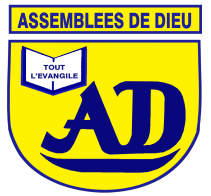 ASSEMBLEES DE DIEU
TOUT
L'EVANGILE
AD